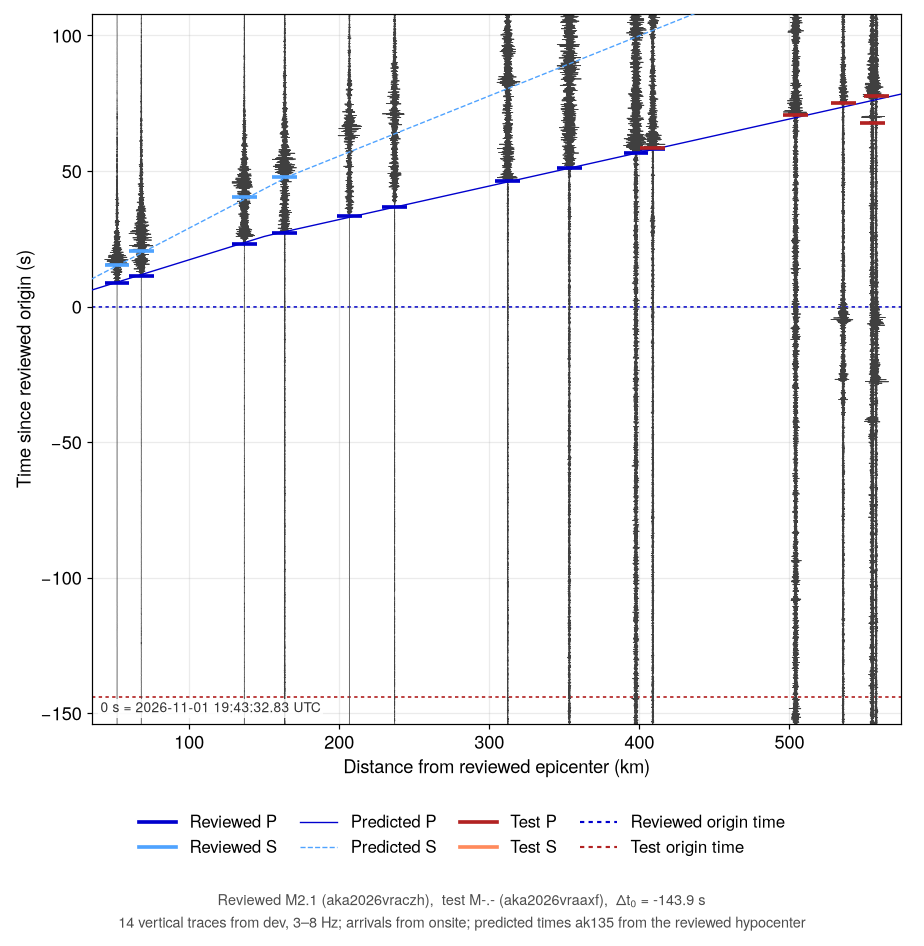 100
50
0
−50
−100
−150
Time since reviewed origin (s)
0 s = 2026-11-01 19:43:32.83 UTC
100 200 300 400 500
Distance from reviewed epicenter (km)
Reviewed P Predicted P Test P Reviewed origin time
Reviewed S Predicted S Test S Test origin time
Reviewed M2.1 (aka2026vraczh), test M-.- (aka2026vraaxf), Δt₀ = -143.9 s
14 vertical traces from dev, 3–8 Hz; arrivals from onsite; predicted times ak135 from the reviewed hypocenter